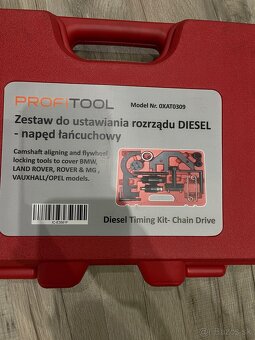 PROFITOOL
Model Nr. 0XAT0309
Zestaw do ustawiania rozrządu DIESEL
- napęd łańcuchowy
Camshaft aligning and flywheel
locking tools to cover BMW,
LAND ROVER, ROVER & MG ,
VAUXHALL/OPEL models.
Diesel Timing Kit- Chain Drive